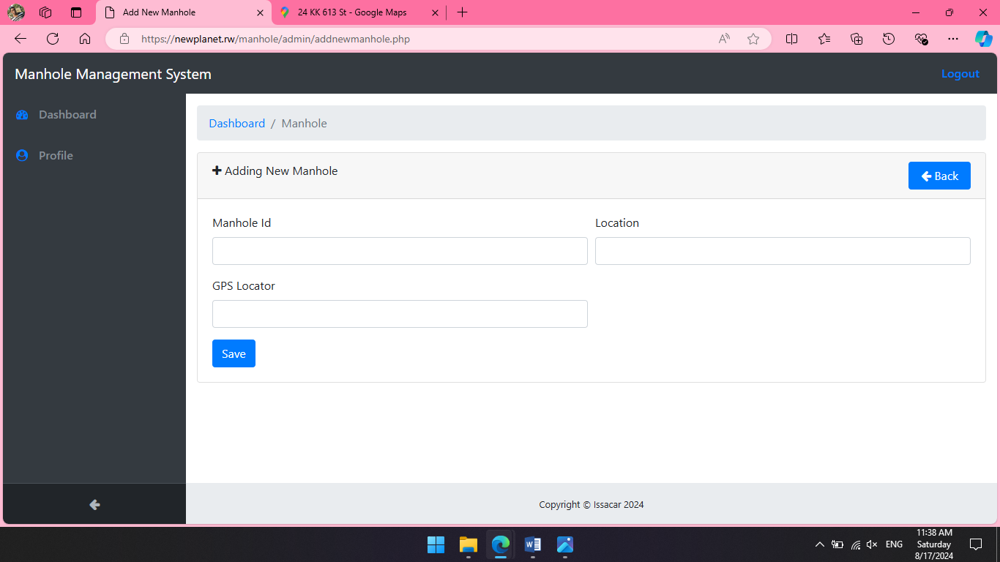 Add New Manhole
24 KK 613 St - Google Maps
https://newplanet.rw/manhole/admin/addnewmanhole.php
Manhole Management System
Logout
Dashboard
Profile
Dashboard / Manhole
Adding New Manhole
Back
Manhole Id
Location
GPS Locator
Save
Copyright © Issacar 2024
ENG
11:38 AM
Saturday
8/17/2024